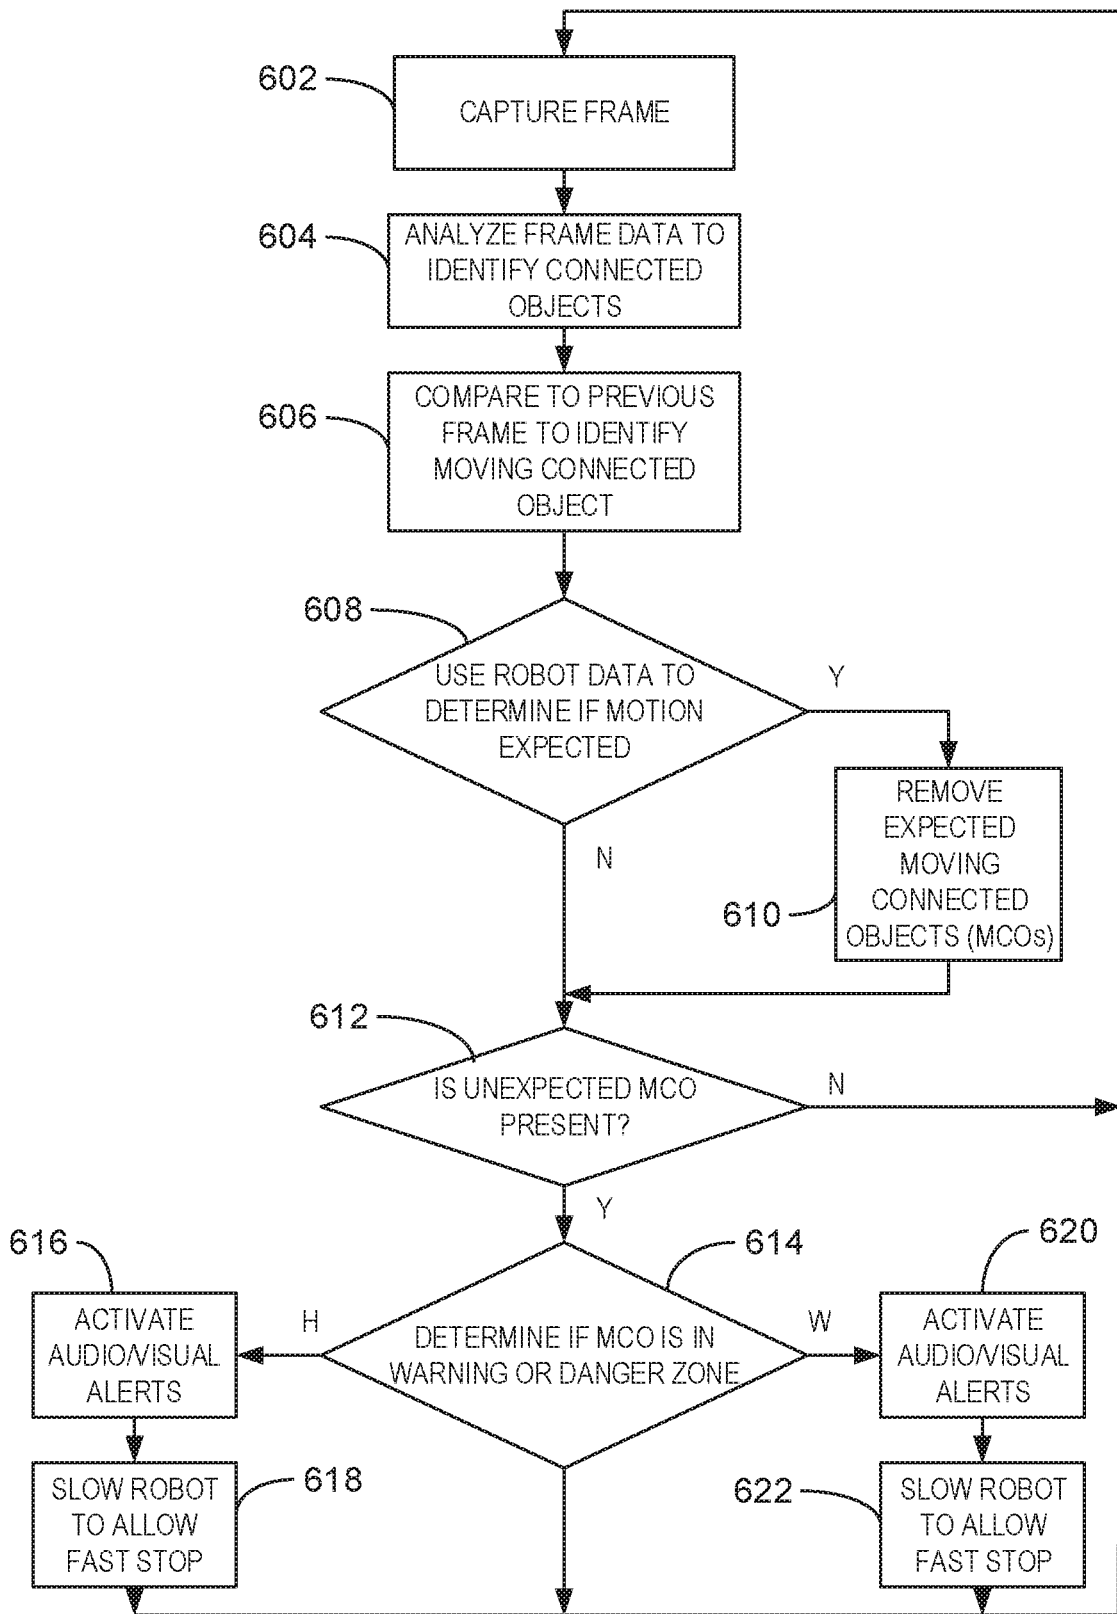 602
CAPTURE FRAME
604
ANALYZE FRAME DATA TO
IDENTIFY CONNECTED
OBJECTS
606
COMPARE TO PREVIOUS
FRAME TO IDENTIFY
MOVING CONNECTED
OBJECT
608
USE ROBOT DATA TO
DETERMINE IF MOTION
EXPECTED
Y
N
610
REMOVE
EXPECTED
MOVING
CONNECTED
OBJECTS (MCOs)
612
IS UNEXPECTED MCO
PRESENT?
N
Y
614
DETERMINE IF MCO IS IN
WARNING OR DANGER ZONE
H
W
616
ACTIVATE
AUDIO/VISUAL
ALERTS
618
SLOW ROBOT
TO ALLOW
FAST STOP
620
ACTIVATE
AUDIO/VISUAL
ALERTS
622
SLOW ROBOT
TO ALLOW
FAST STOP